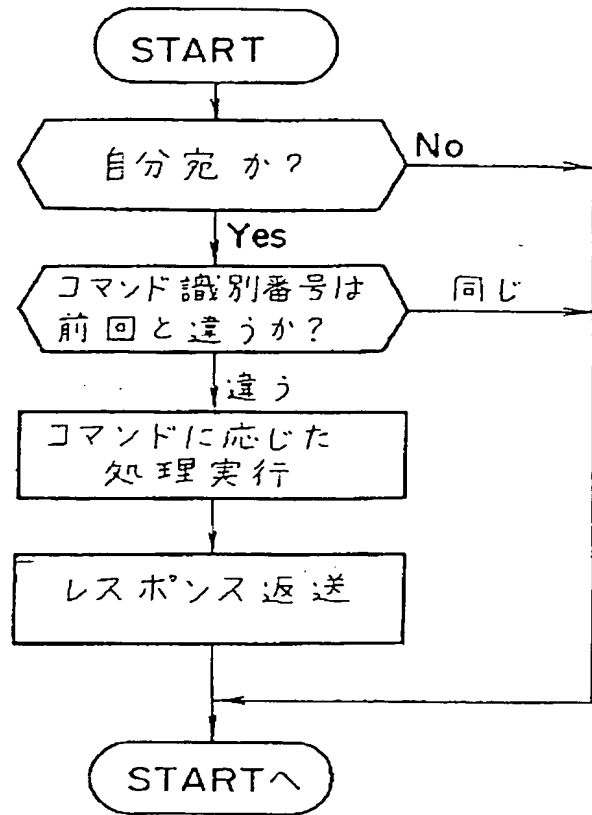 START
自分宛か?
No
Yes
コマンド識別番号は
前回と違うか?
同じ
違う
コマンドに応じた
処理実行
レスポンス返送
STARTへ